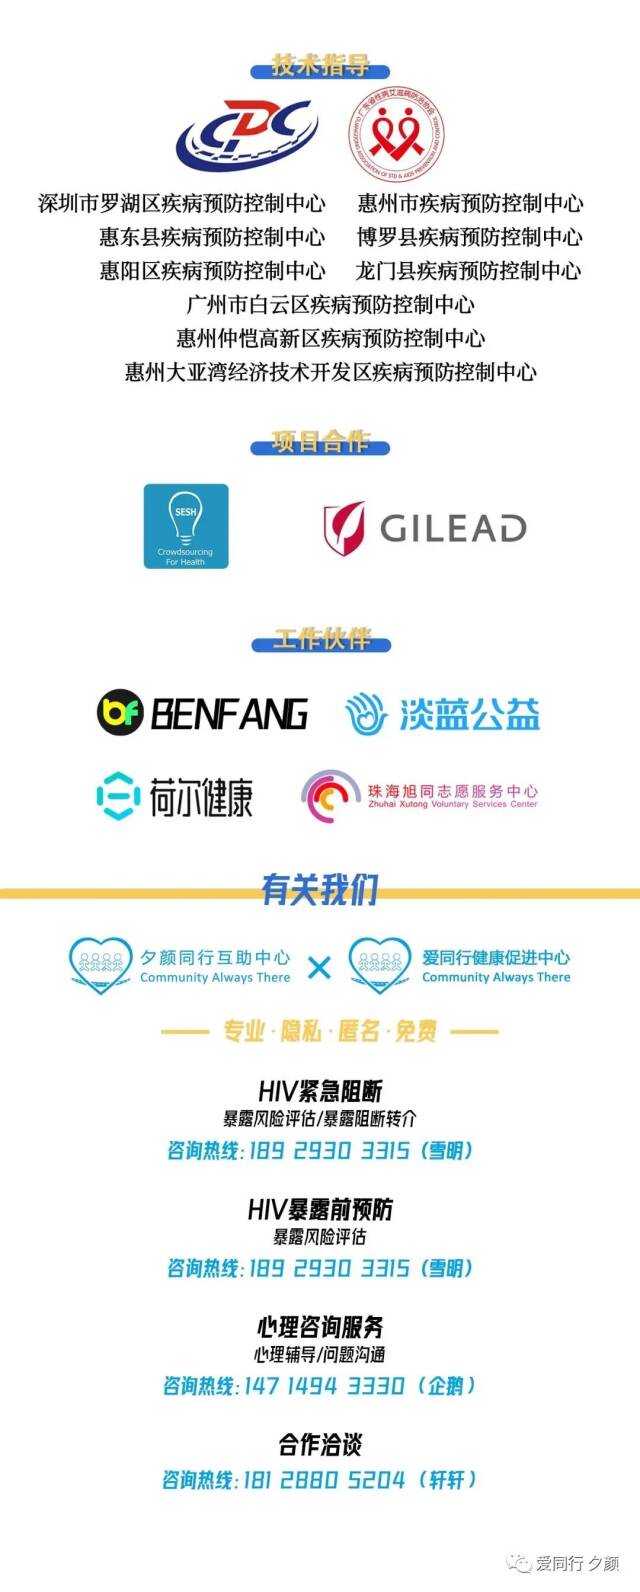 技术指导
CDC
广东省性病艾滋病防治协会
GUANGDONG ASSOCIATION OF STD & AIDS PREVENTION AND CONTROL
深圳市罗湖区疾病预防控制中心 惠州市疾病预防控制中心
惠东县疾病预防控制中心 博罗县疾病预防控制中心
惠阳区疾病预防控制中心 龙门县疾病预防控制中心
广州市白云区疾病预防控制中心
惠州仲恺高新区疾病预防控制中心
惠州大亚湾经济技术开发区疾病预防控制中心
项目合作
SESH
Crowdsourcing
For Health
GILEAD
工作伙伴
bf BENFANG 淡蓝公益
荷尔健康
珠海旭同志愿服务中心
Zhuhai Xutong Voluntary Services Center
有关我们
夕颜同行互助中心
Community Always There
×
爱同行健康促进中心
Community Always There
专业·隐私·匿名·免费
HIV紧急阻断
暴露风险评估/暴露阻断转介
咨询热线:189 2930 3315（雪明）
HIV暴露前预防
暴露风险评估
咨询热线:189 2930 3315（雪明）
心理咨询服务
心理辅导/问题沟通
咨询热线:147 1494 3330（企鹅）
合作洽谈
咨询热线:181 2880 5204（轩轩）
爱同行 夕颜